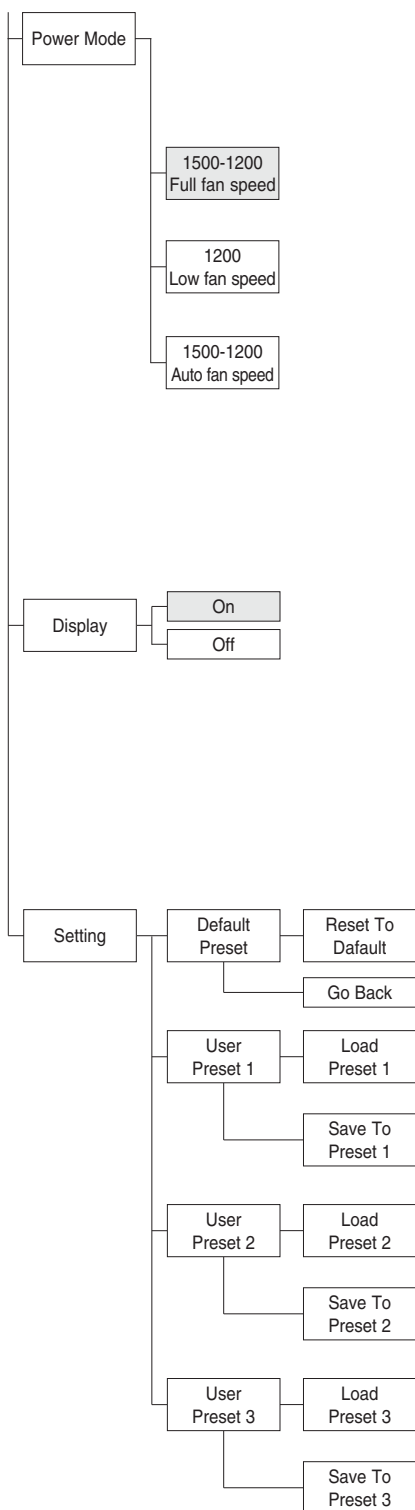 Power Mode
1500-1200
Full fan speed
1200
Low fan speed
1500-1200
Auto fan speed
Display
On
Off
Setting
Default
Preset
Reset To
Dafault
Go Back
User
Preset 1
Load
Preset 1
Save To
Preset 1
User
Preset 2
Load
Preset 2
Save To
Preset 2
User
Preset 3
Load
Preset 3
Save To
Preset 3